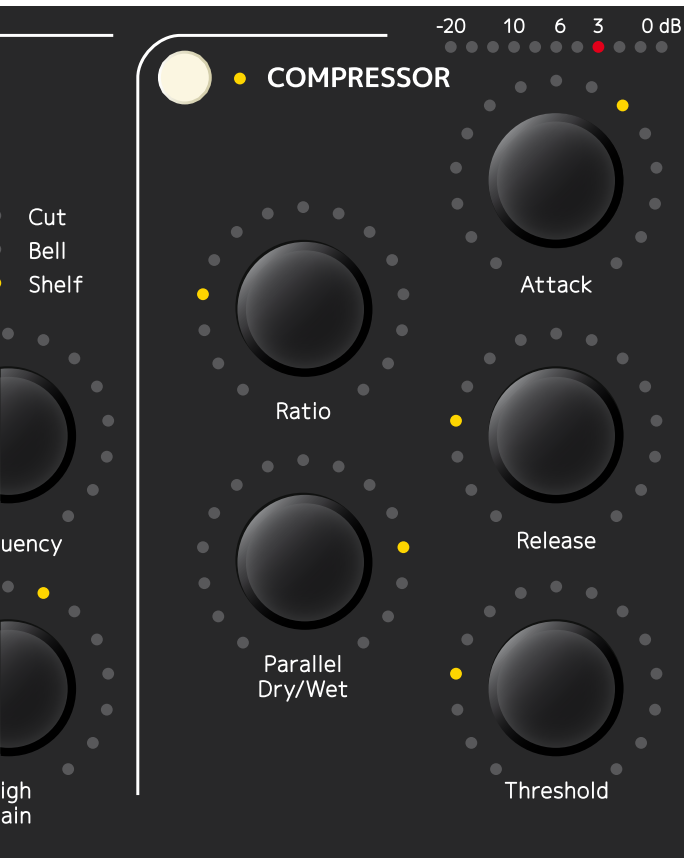 -20 10 6 3 0 dB
COMPRESSOR
Cut
Bell
Shelf
Attack
Ratio
uency
Release
Parallel
Dry/Wet
igh
ain
Threshold